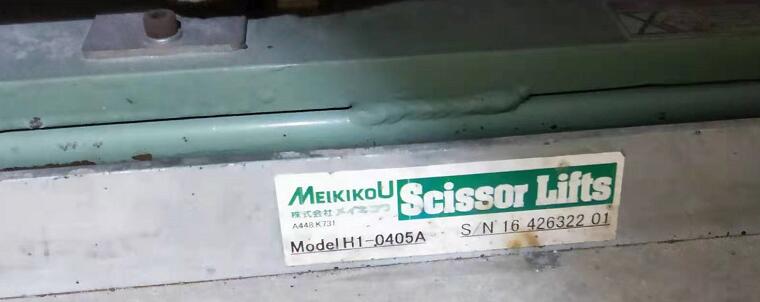 MEIKIKOU Scissor Lifts
株式会社 メイキコウ
A448 K731
Model H1-0405A S/N 16 426322 01